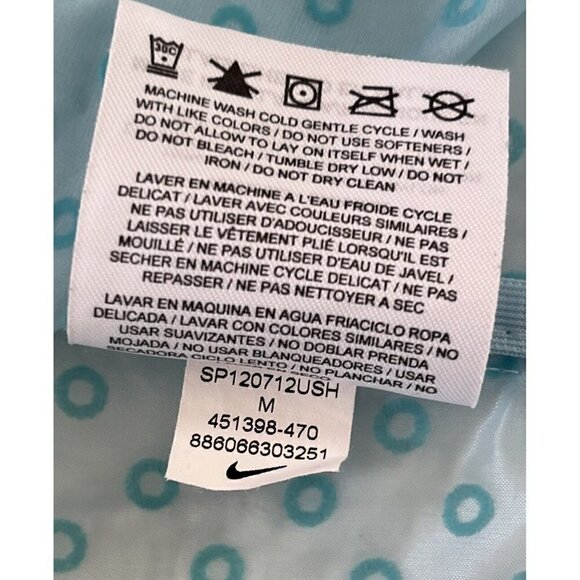 30C
MACHINE WASH COLD GENTLE CYCLE / WASH
WITH LIKE COLORS / DO NOT USE SOFTENERS /
DO NOT ALLOW TO LAY ON ITSELF WHEN WET /
DO NOT BLEACH / TUMBLE DRY LOW / DO NOT
IRON / DO NOT DRY CLEAN
LAVER EN MACHINE A L'EAU FROIDE CYCLE
DELICAT / LAVER AVEC COULEURS SIMILAIRES /
NE PAS UTILISER D'ADOUCISSEUR / NE PAS
LAISSER LE VÊTEMENT PLIÉ LORSQU'IL EST
MOUILLÉ / NE PAS UTILISER D'EAU DE JAVEL /
SECHER EN MACHINE CYCLE DELICAT / NE PAS
REPASSER / NE PAS NETTOYER A SEC
LAVAR EN MAQUINA EN AGUA FRIACICLO ROPA
DELICADA / LAVAR CON COLORES SIMILARES / NO
USAR SUAVIZANTES / NO DOBLAR PRENDA
MOJADA / NO USAR BLANQUEADORES / USAR
SECADORA CICLO LENTO / NO PLANCHAR / NO
SP120712USH
M
451398-470
886066303251